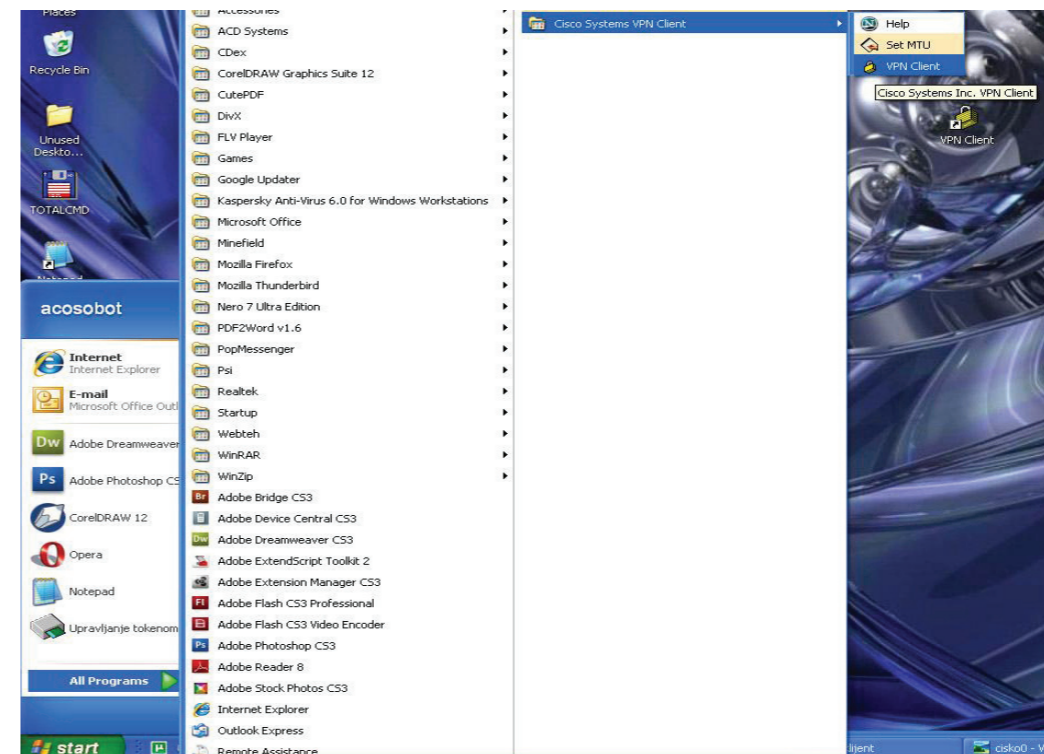 Places
Recycle Bin
Unused
Deskto...
TOTALCMD
Notepad
acosobot
Internet
Internet Explorer
E-mail
Microsoft Office Outl
Adobe Dreamweaver
Adobe Photoshop CS
CorelDRAW 12
Opera
Notepad
Upravljanje tokenom
All Programs
start
Accessories
ACD Systems
CDex
CorelDRAW Graphics Suite 12
CutePDF
DivX
FLV Player
Games
Google Updater
Kaspersky Anti-Virus 6.0 for Windows Workstations
Microsoft Office
Minefield
Mozilla Firefox
Mozilla Thunderbird
Nero 7 Ultra Edition
PDF2Word v1.6
PopMessenger
Psi
Realtek
Startup
Webteh
WinRAR
WinZip
Adobe Bridge CS3
Adobe Device Central CS3
Adobe Dreamweaver CS3
Adobe ExtendScript Toolkit 2
Adobe Extension Manager CS3
Adobe Flash CS3 Professional
Adobe Flash CS3 Video Encoder
Adobe Photoshop CS3
Adobe Reader 8
Adobe Stock Photos CS3
Internet Explorer
Outlook Express
Remote Assistance
Cisco Systems VPN Client
Help
Set MTU
VPN Client
Cisco Systems Inc. VPN Client
VPN Client
lijent
cisko0 - V